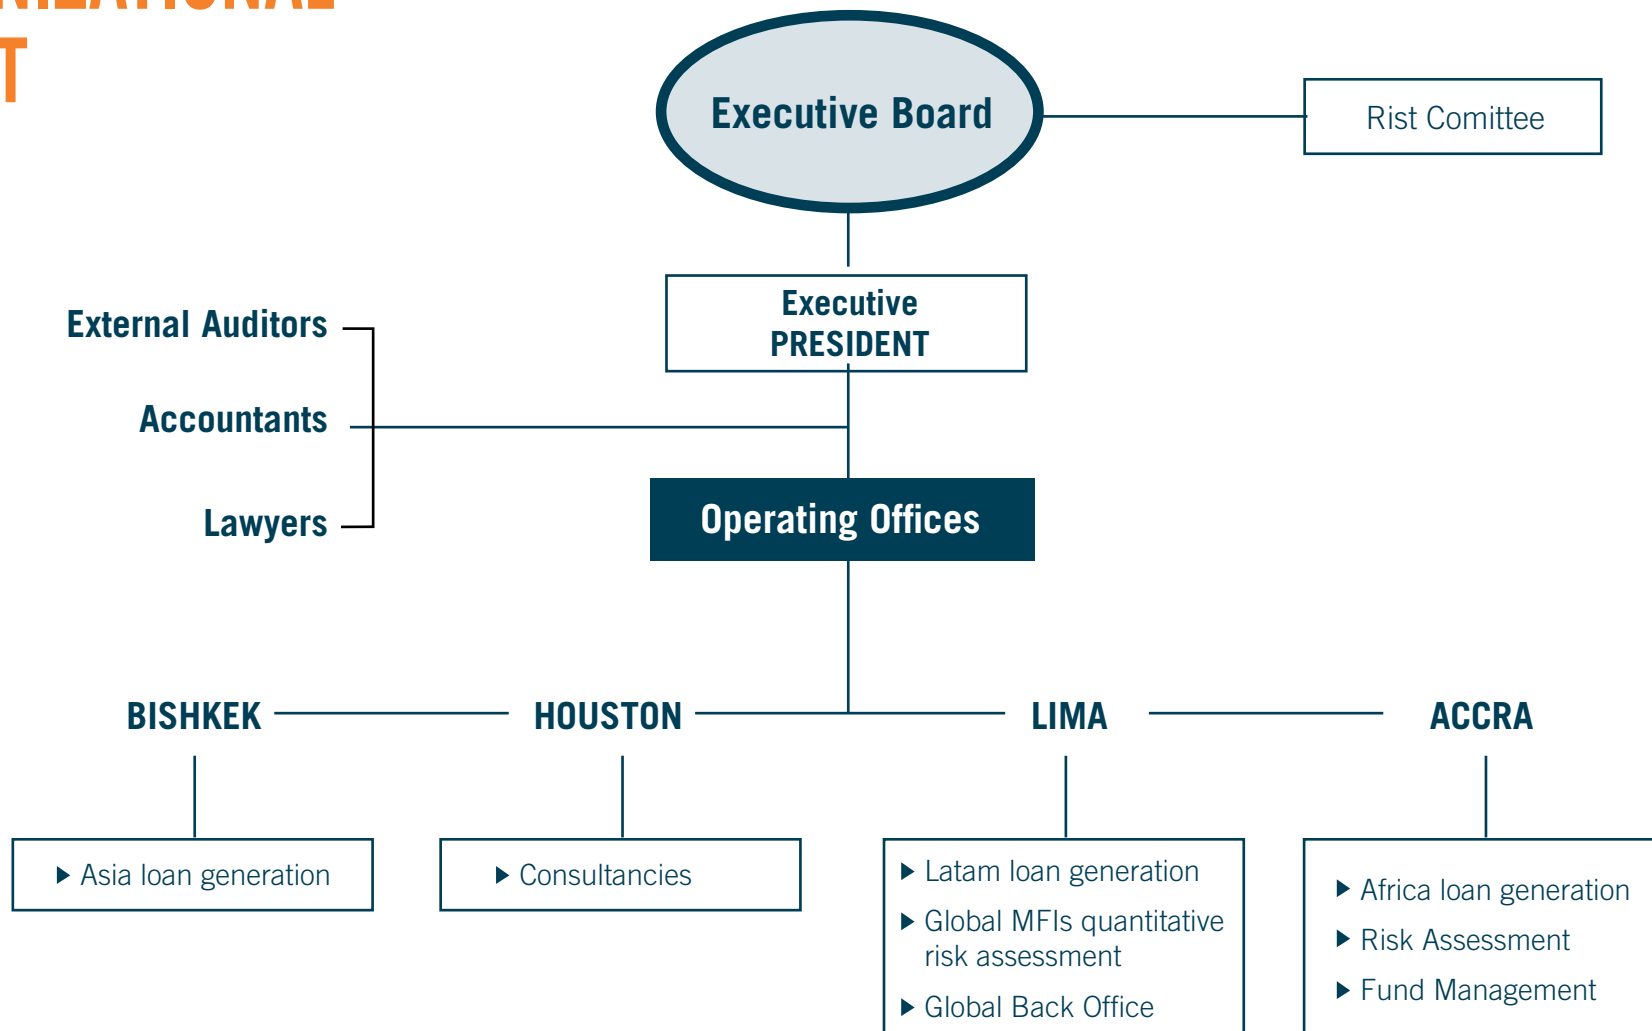 NIZATIONAL
T
Executive Board
Rist Comittee
Executive
PRESIDENT
External Auditors
Accountants
Lawyers
Operating Offices
BISHKEK
HOUSTON
LIMA
ACCRA
▶ Asia loan generation
▶ Consultancies
▶ Latam loan generation
▶ Global MFIs quantitative
risk assessment
▶ Global Back Office
▶ Africa loan generation
▶ Risk Assessment
▶ Fund Management